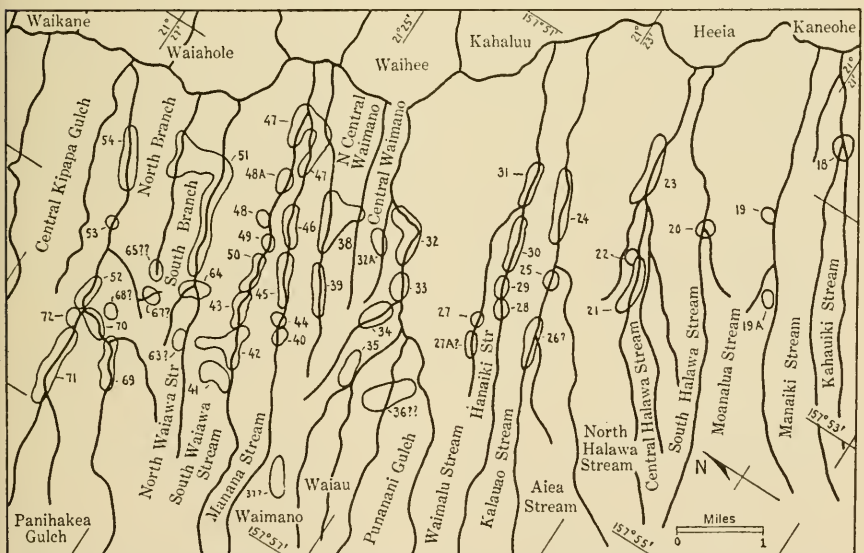 Waikane
21°
27'
Waiahole
21°25'
Waihee
Kahaluu
157°51'
21°
23'
Heeia
Kaneohe
21°
Central Kipapa Gulch
North Branch
South Branch
N Central
Waimano
Central Waimano
54
51
47
47
48A
48
49
50
46
38
39
45
44
40
43
42
41
53
52
65??
64
67?
68?
70
72
71
69
63?
32
32A
33
34
35
36??
37?
31
30
29
28
27
27A?
24
25
26?
23
22
21
20
19
19A
18
North Waiawa Str
South Waiawa
Stream
Manana Stream
Waimano
Waiau
Punanani Gulch
Waimalu Stream
Hanaiki Str
Kalauao Stream
Aiea
Stream
North
Halawa
Stream
Central Halawa Stream
South Halawa Stream
Moanalua Stream
Manaiki Stream
Kahauiki Stream
Panihakea
Gulch
157°57'
157°55'
157°53'
N
Miles
0
1